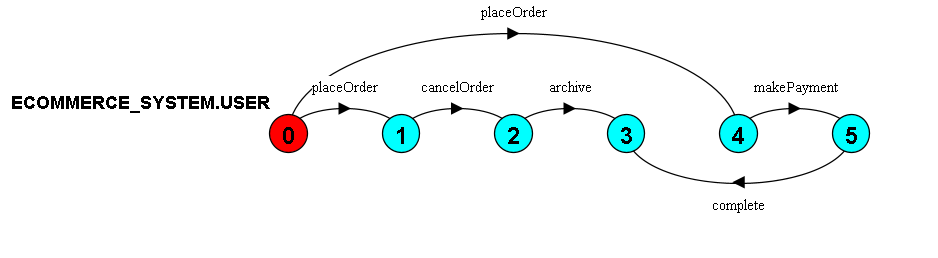 placeOrder
placeOrder cancelOrder archive makePayment
ECOMMERCE_SYSTEM.USER
0 1 2 3 4 5
complete